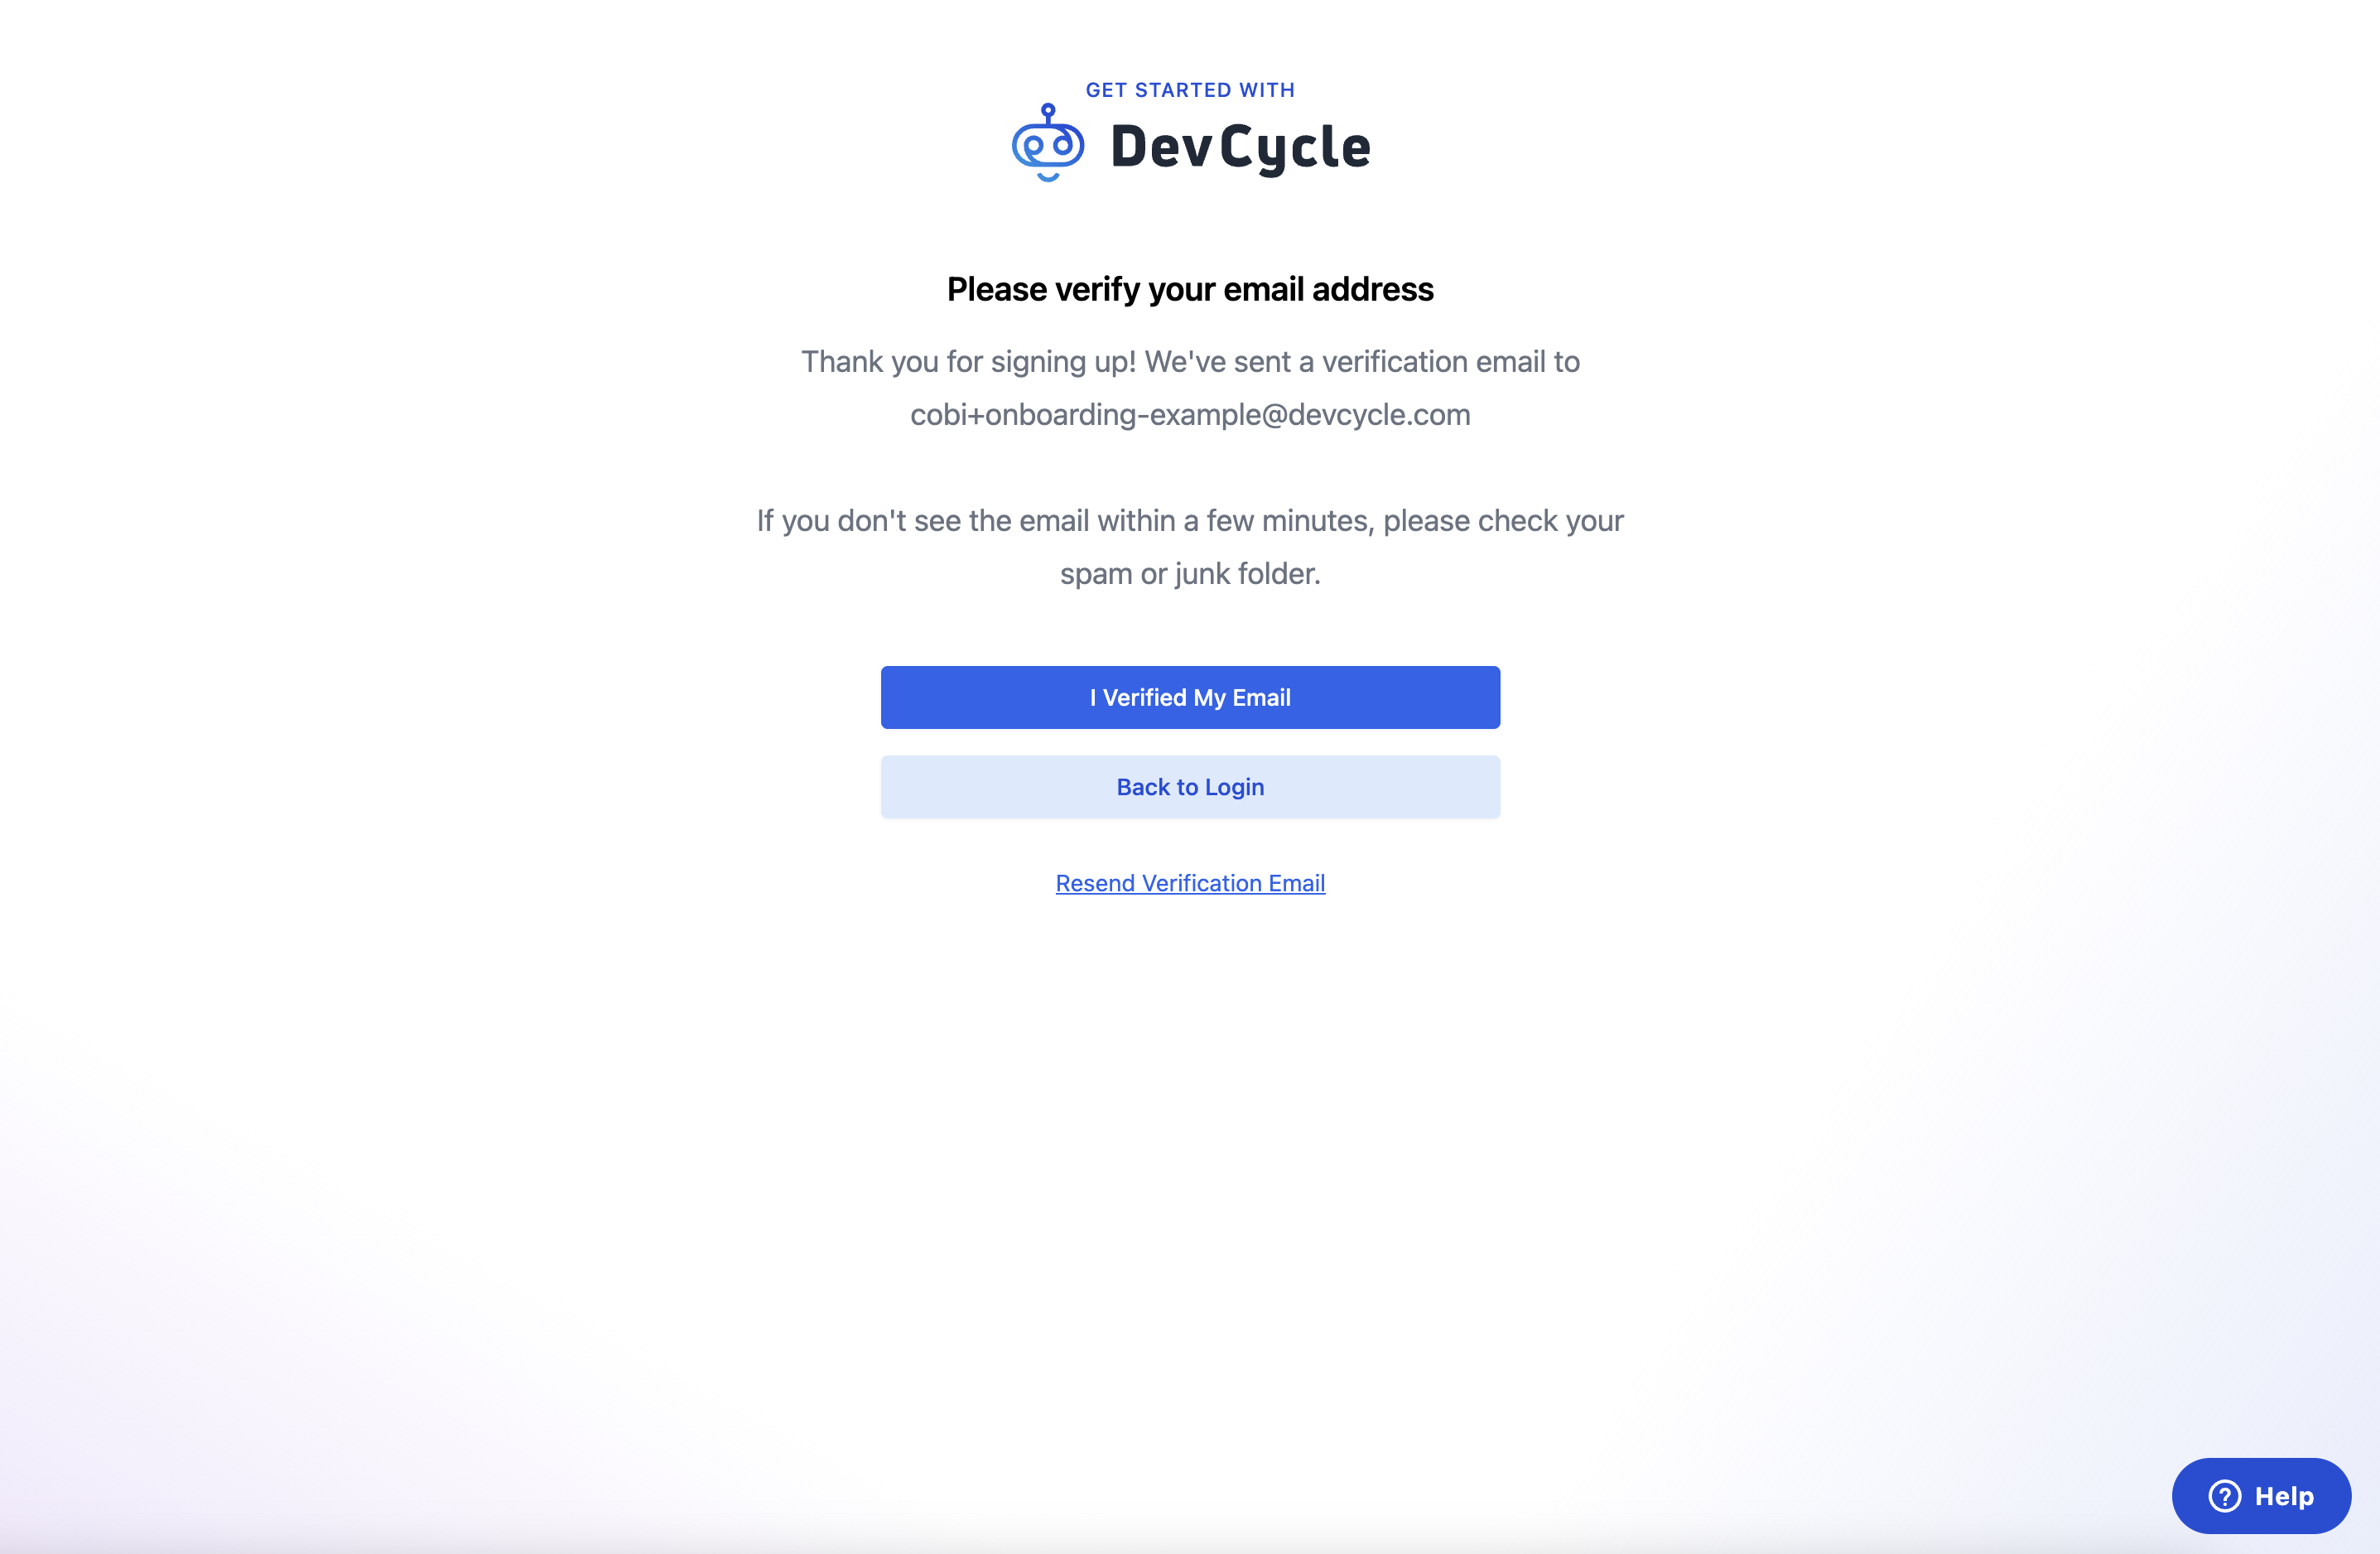 GET STARTED WITH
DevCycle
Please verify your email address
Thank you for signing up! We've sent a verification email to
cobi+onboarding-example@devcycle.com
If you don't see the email within a few minutes, please check your
spam or junk folder.
I Verified My Email
Back to Login
Resend Verification Email
Help